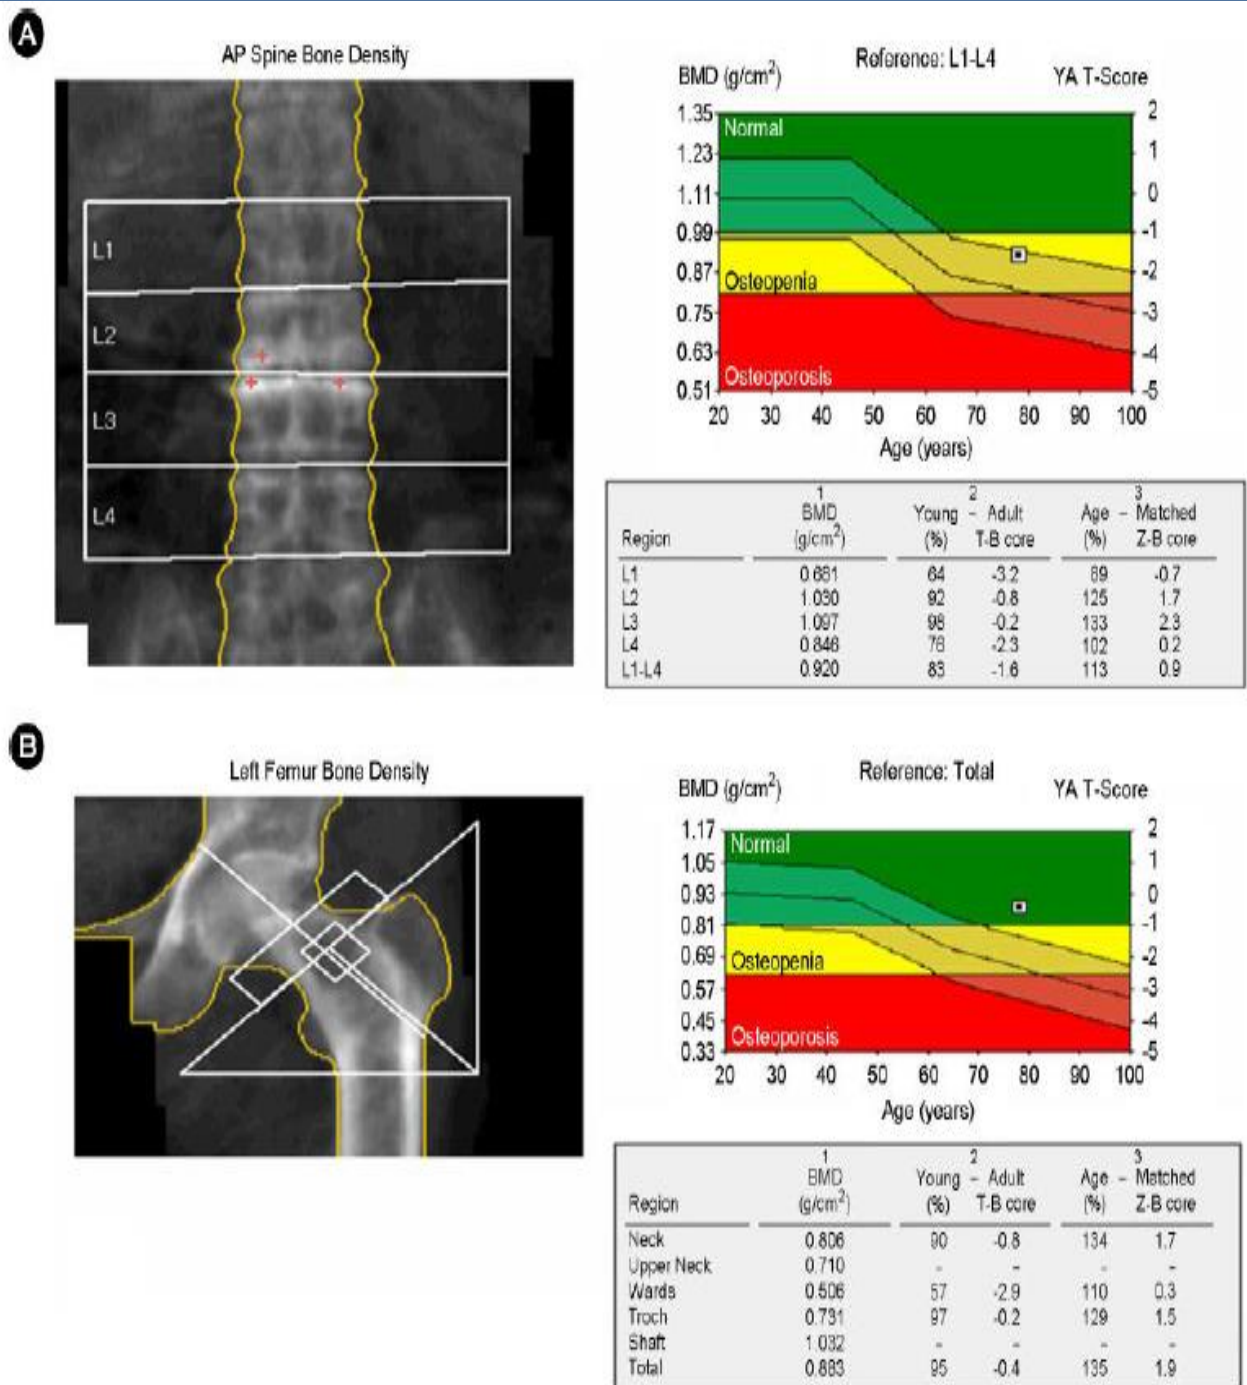 A
AP Spine Bone Density
L1
L2
L3
L4
Reference: L1-L4
BMD (g/cm²)
YA T-Score
1.35
1.23
1.11
0.99
0.87
0.75
0.63
0.51
Normal
Osteopenia
Osteoporosis
2
1
0
-1
-2
-3
-4
-5
20 30 40 50 60 70 80 90 100
Age (years)
1 2 3
BMD Young - Adult Age - Matched
Region (g/cm²) (%) T-B core (%) Z-B core
L1 0.661 64 -3.2 89 -0.7
L2 1.030 92 -0.8 125 1.7
L3 1.097 98 -0.2 133 2.3
L4 0.846 76 -2.3 102 0.2
L1-L4 0.920 83 -1.6 113 0.9
B
Left Femur Bone Density
Reference: Total
BMD (g/cm²)
YA T-Score
1.17
1.05
0.93
0.81
0.69
0.57
0.45
0.33
Normal
Osteopenia
Osteoporosis
2
1
0
-1
-2
-3
-4
-5
20 30 40 50 60 70 80 90 100
Age (years)
1 2 3
BMD Young - Adult Age - Matched
Region (g/cm²) (%) T-B core (%) Z-B core
Neck 0.806 90 -0.8 134 1.7
Upper Neck 0.710 - - - -
Wards 0.506 57 -2.9 110 0.3
Troch 0.731 97 -0.2 129 1.5
Shaft 1.032 - - - -
Total 0.883 95 -0.4 135 1.9